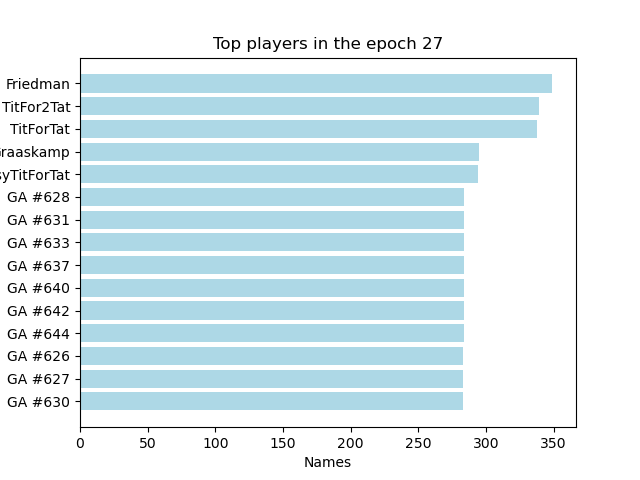 Top players in the epoch 27
Friedman
TitFor2Tat
TitForTat
raaskamp
syTitForTat
GA #628
GA #631
GA #633
GA #637
GA #640
GA #642
GA #644
GA #626
GA #627
GA #630
0 50 100 150 200 250 300 350
Names